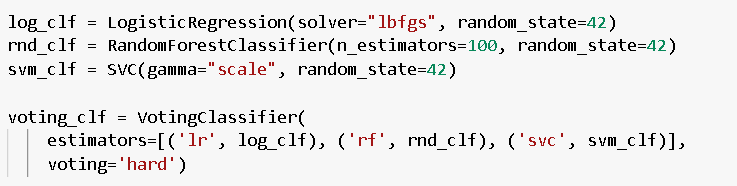 log_clf = LogisticRegression(solver="lbfgs", random_state=42)
rnd_clf = RandomForestClassifier(n_estimators=100, random_state=42)
svm_clf = SVC(gamma="scale", random_state=42)

voting_clf = VotingClassifier(
    estimators=[('lr', log_clf), ('rf', rnd_clf), ('svc', svm_clf)],
    voting='hard')